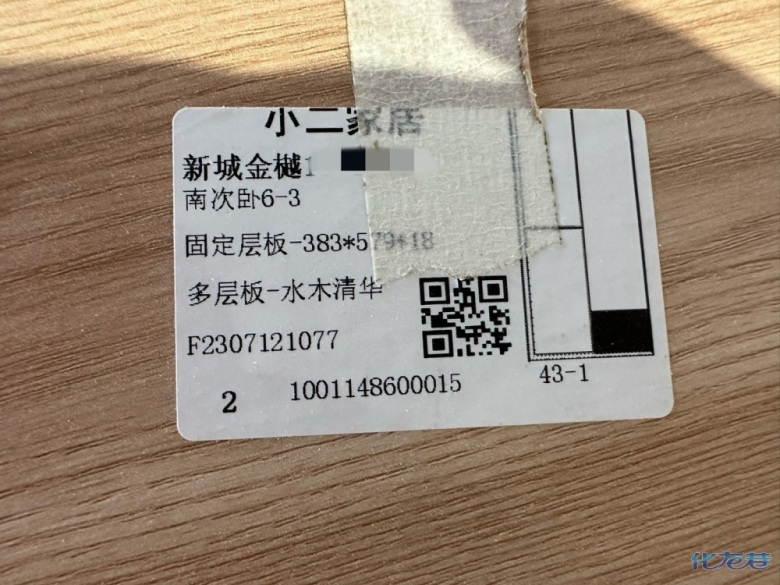 小二家居
新城金樾1
南次卧6-3
固定层板-383*579*18
多层板-水木清华
F2307121077
2
1001148600015
43-1
化龙巷